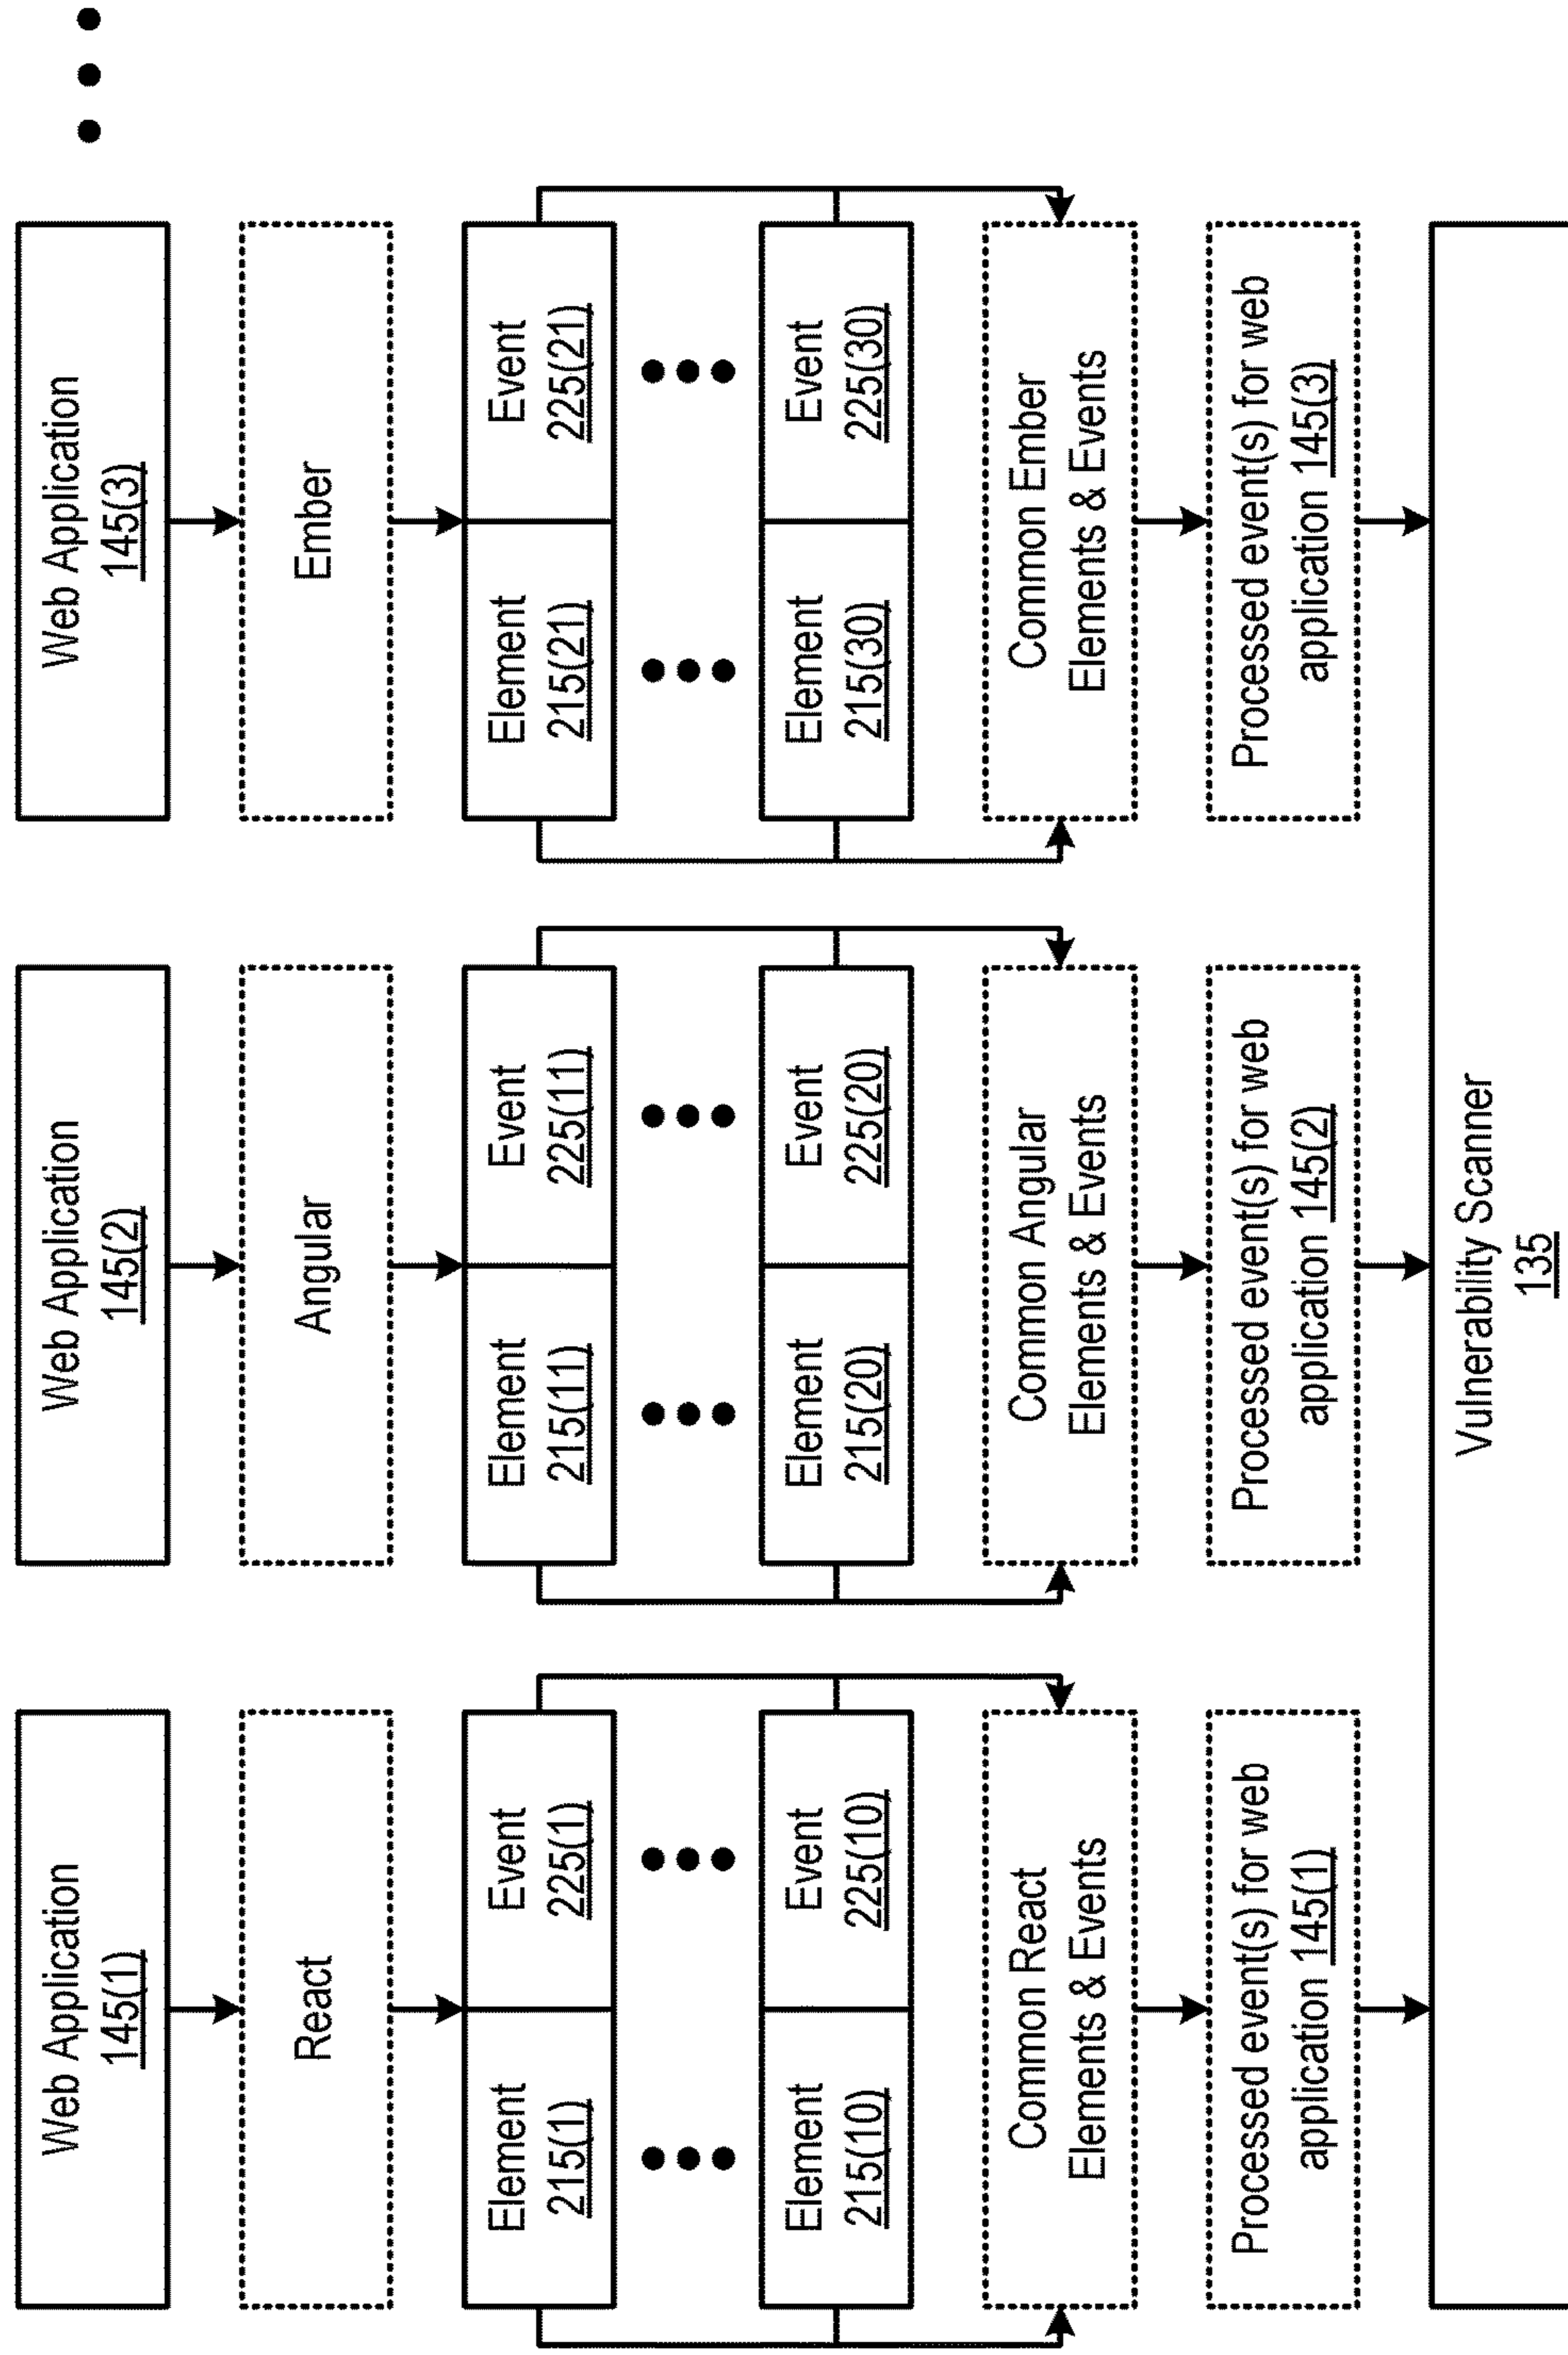 Web Application
145(1)
React
Element
215(1)
Event
225(1)
Element
215(10)
Event
225(10)
Common React
Elements & Events
Processed event(s) for web
application 145(1)
Web Application
145(2)
Angular
Element
215(11)
Event
225(11)
Element
215(20)
Event
225(20)
Common Angular
Elements & Events
Processed event(s) for web
application 145(2)
Web Application
145(3)
Ember
Element
215(21)
Event
225(21)
Element
215(30)
Event
225(30)
Common Ember
Elements & Events
Processed event(s) for web
application 145(3)
Vulnerability Scanner
135